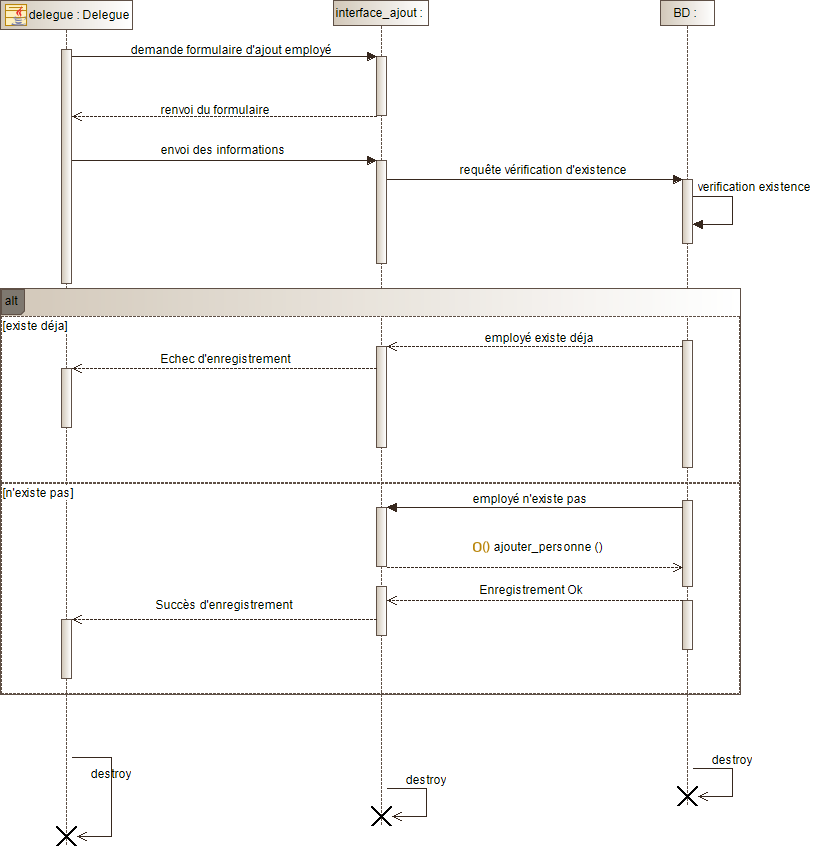 delegue : Delegue
interface_ajout :
BD :
demande formulaire d'ajout employé
renvoi du formulaire
envoi des informations
requête vérification d'existence
verification existence
alt
[existe déja]
employé existe déja
Echec d'enregistrement
[n'existe pas]
employé n'existe pas
O() ajouter_personne ()
Enregistrement Ok
Succès d'enregistrement
destroy
destroy
destroy